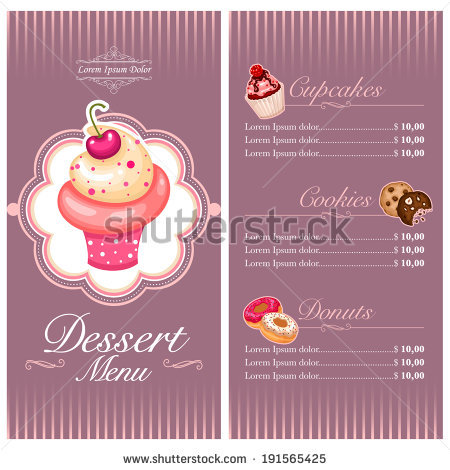 Lorem Ipsum Dolor
Dessert
Menu
Cupcakes
Lorem Ipsum dolor....................$ 10,00
Lorem Ipsum dolor....................$ 10,00
Lorem Ipsum dolor....................$ 10,00
Cookies
Lorem Ipsum dolor....................$ 10,00
Lorem Ipsum dolor....................$ 10,00
Lorem Ipsum dolor....................$ 10,00
Donuts
Lorem Ipsum dolor....................$ 10,00
Lorem Ipsum dolor....................$ 10,00
Lorem Ipsum dolor....................$ 10,00
shutterstock
www.shutterstock.com · 191565425